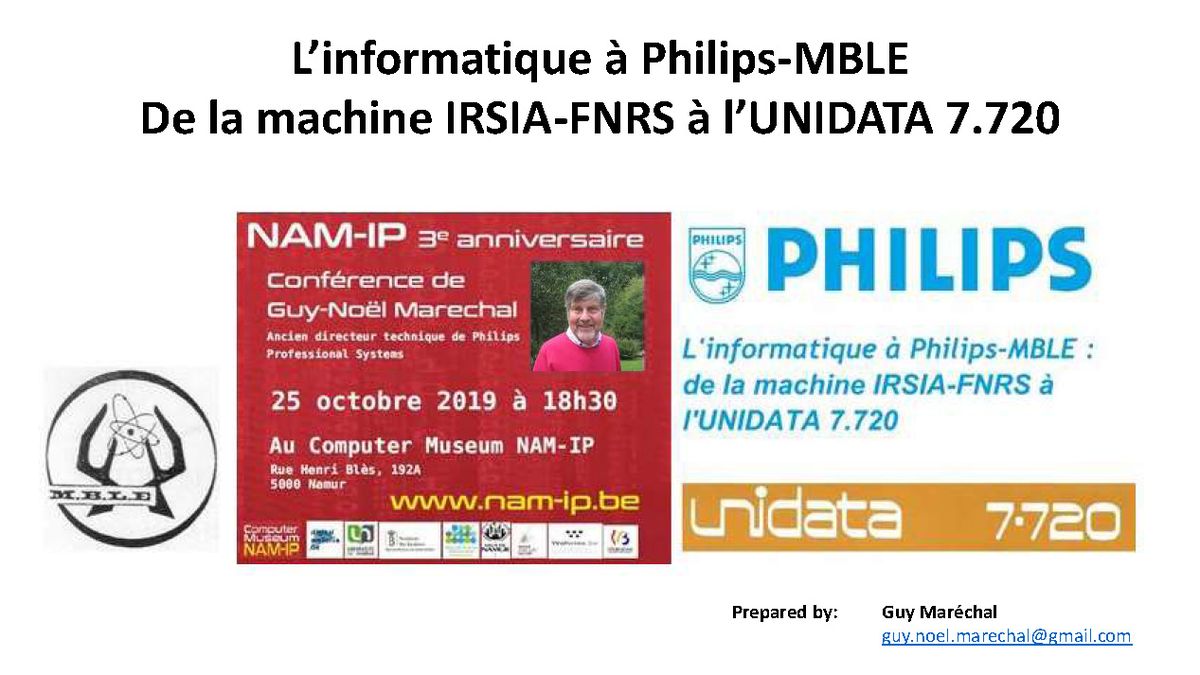 L’informatique à Philips-MBLE
De la machine IRSIA-FNRS à l’UNIDATA 7.720
M.B.L.E
NAM-IP 3e anniversaire
Conférence de
Guy-Noël Marechal
Ancien directeur technique de Philips
Professional Systems
25 octobre 2019 à 18h30
Au Computer Museum NAM-IP
Rue Henri Blès, 192A
5000 Namur
www.nam-ip.be
Computer
Museum
NAM-IP
PHILIPS
PHILIPS
L'informatique à Philips-MBLE :
de la machine IRSIA-FNRS à
l'UNIDATA 7.720
unidata 7·720
Prepared by: Guy Maréchal
guy.noel.marechal@gmail.com